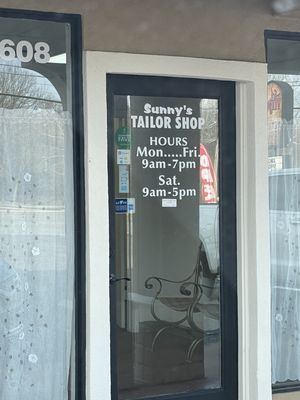 608
Sunny's
TAILOR SHOP
HOURS
Mon.....Fri
9am-7pm
Sat.
9am-5pm